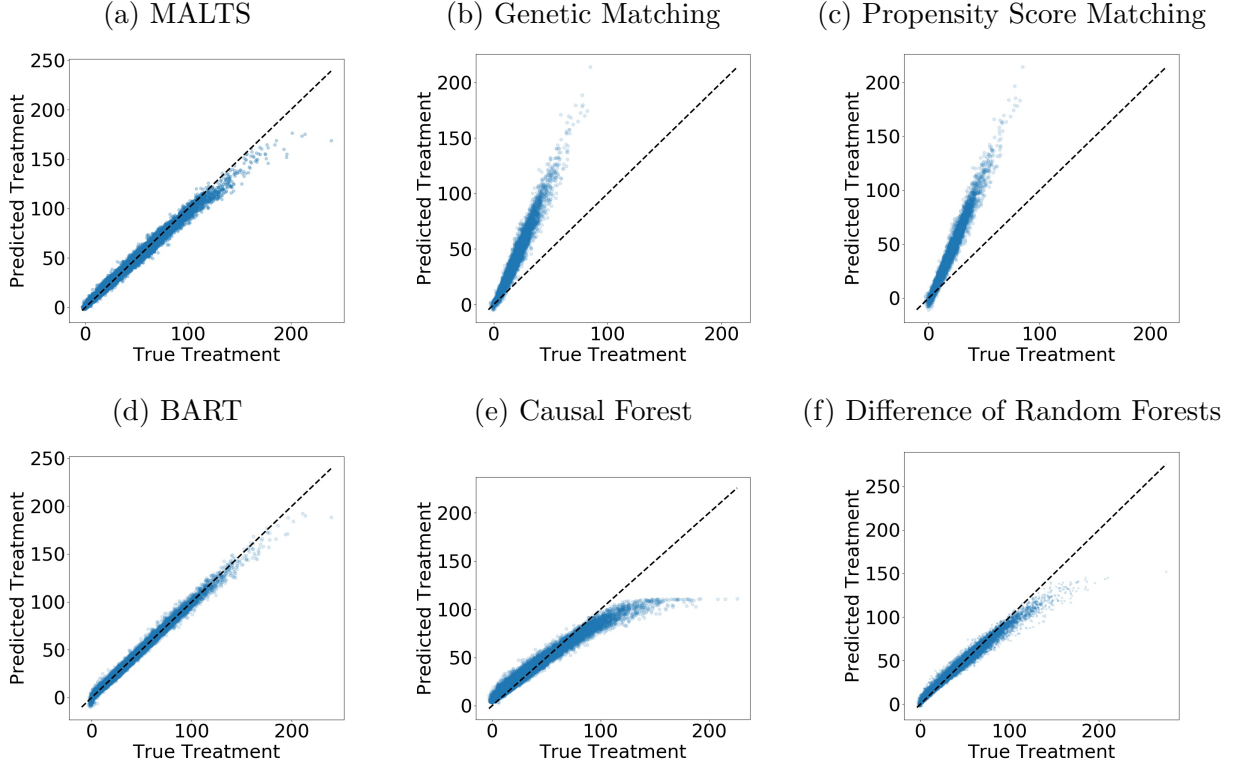 (a) MALTS
(b) Genetic Matching
(c) Propensity Score Matching
250
200
150
100
50
0
Predicted Treatment
0 100 200
True Treatment
200
150
100
50
0
Predicted Treatment
0 100 200
True Treatment
200
150
100
50
0
Predicted Treatment
0 100 200
True Treatment
(d) BART
(e) Causal Forest
(f) Difference of Random Forests
250
200
150
100
50
0
Predicted Treatment
0 100 200
True Treatment
200
150
100
50
0
Predicted Treatment
0 100 200
True Treatment
250
200
150
100
50
0
Predicted Treatment
0 100 200
True Treatment